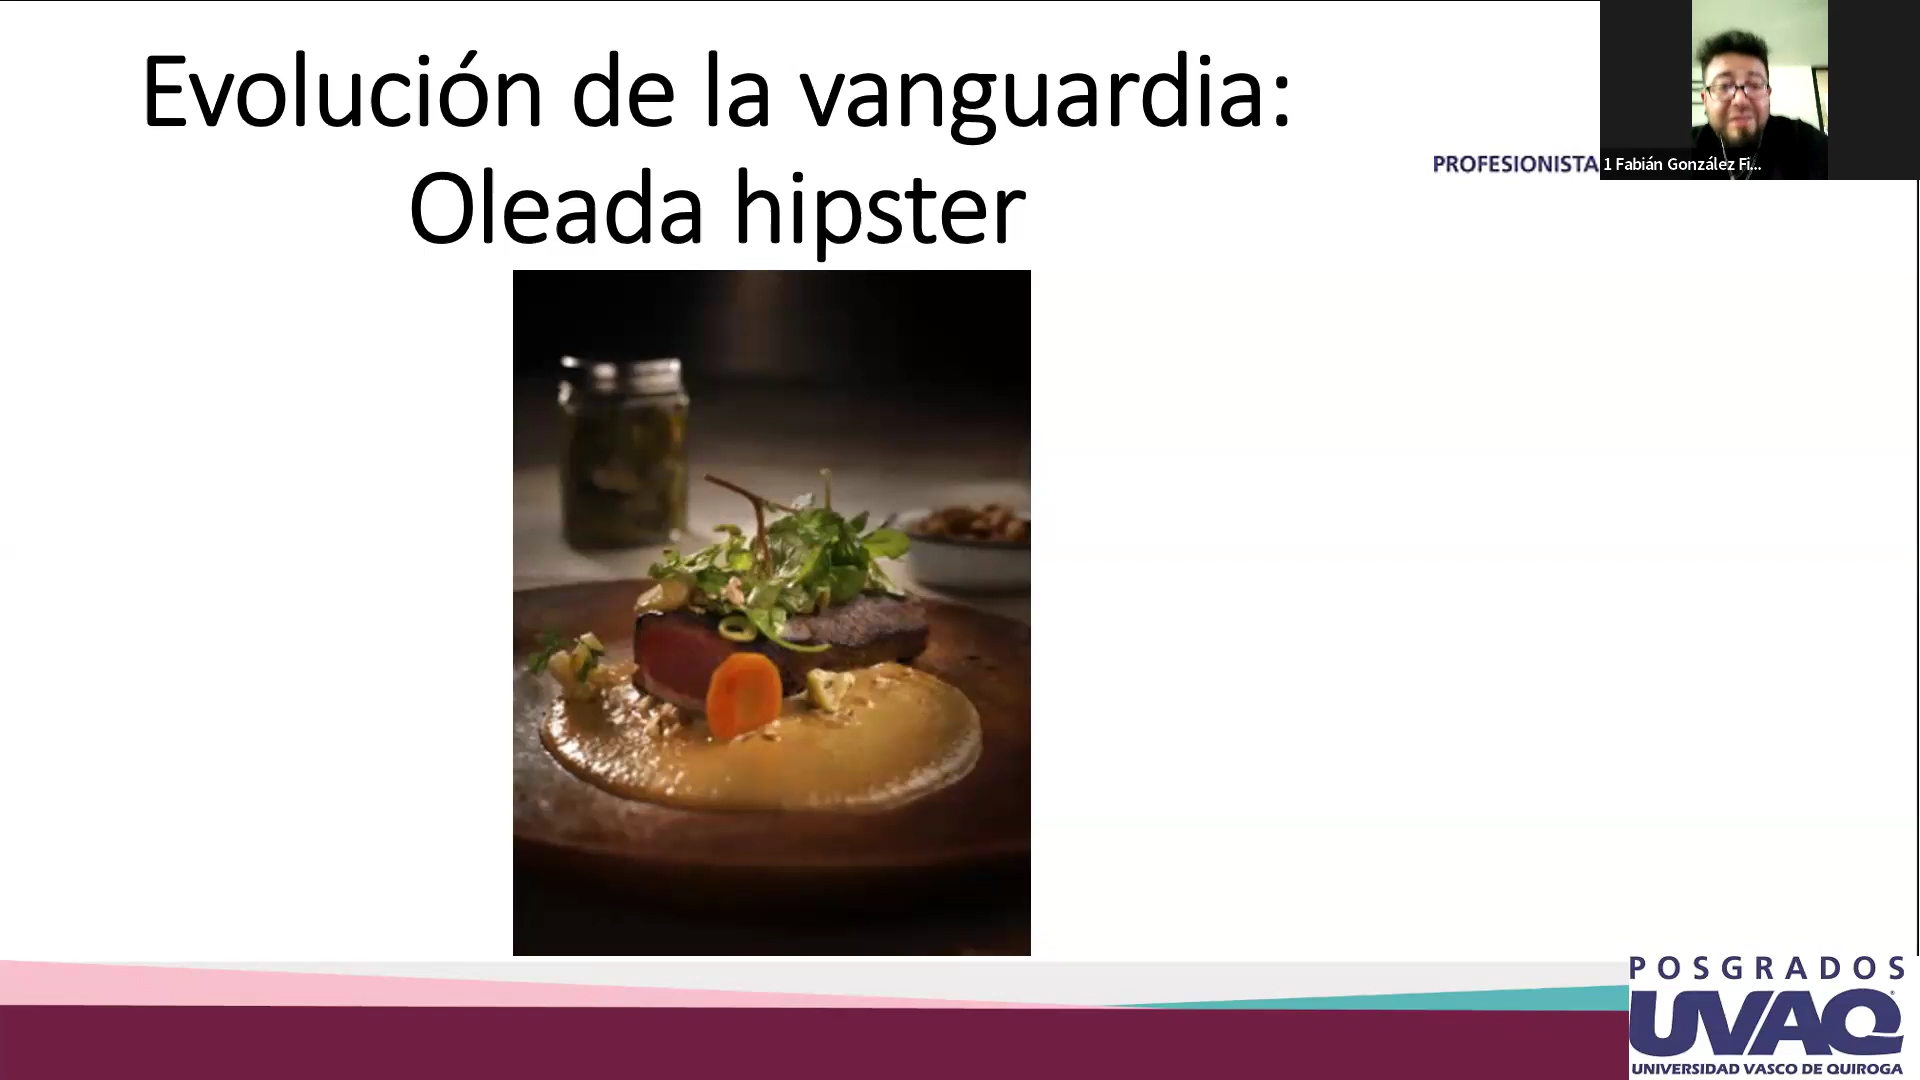 Evolución de la vanguardia:
Oleada hipster
PROFESIONISTA
1 Fabián González Fi...
POSGRADOS
UVAQ
UNIVERSIDAD VASCO DE QUIROGA